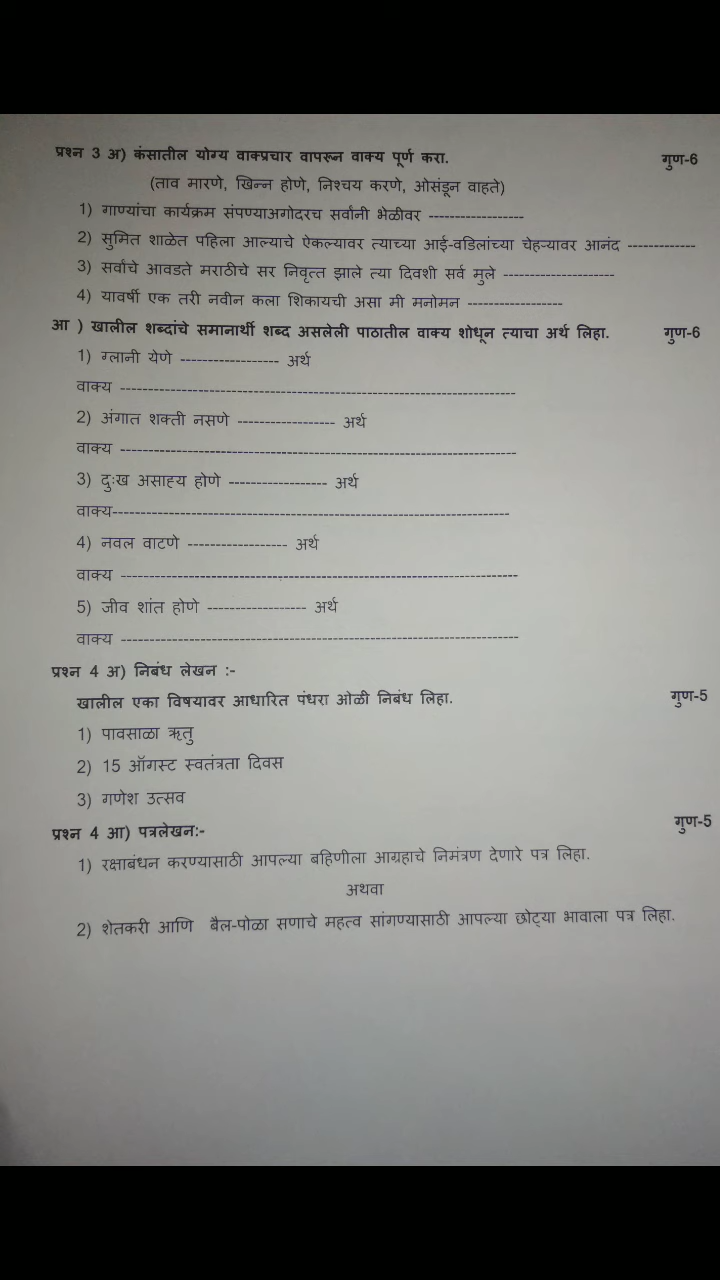 प्रश्न 3 अ) कंसातील योग्य वाक्प्रचार वापरून वाक्य पूर्ण करा. गुण-6
(ताव मारणे, खिन्न होणे, निश्चय करणे, ओसंडून वाहते)
1) गाण्यांचा कार्यक्रम संपण्याअगोदरच सर्वांनी भेळीवर -----------------
2) सुमित शाळेत पहिला आल्याचे ऐकल्यावर त्याच्या आई-वडिलांच्या चेहऱ्यावर आनंद -------------
3) सर्वांचे आवडते मराठीचे सर निवृत्त झाले त्या दिवशी सर्व मुले --------------------
4) यावर्षी एक तरी नवीन कला शिकायची असा मी मनोमन -----------------
आ ) खालील शब्दांचे समानार्थी शब्द असलेली पाठातील वाक्य शोधून त्याचा अर्थ लिहा. गुण-6
1) ग्लानी येणे ------------------ अर्थ
वाक्य -----------------------------------------------------------------------
2) अंगात शक्ती नसणे ------------------ अर्थ
वाक्य -----------------------------------------------------------------------
3) दुःख असाह्य होणे ------------------ अर्थ
वाक्य-----------------------------------------------------------------------
4) नवल वाटणे ------------------ अर्थ
वाक्य -----------------------------------------------------------------------
5) जीव शांत होणे ------------------ अर्थ
वाक्य -----------------------------------------------------------------------
प्रश्न 4 अ) निबंध लेखन :-
खालील एका विषयावर आधारित पंधरा ओळी निबंध लिहा. गुण-5
1) पावसाळा ऋतु
2) 15 ऑगस्ट स्वतंत्रता दिवस
3) गणेश उत्सव
प्रश्न 4 आ) पत्रलेखन:- गुण-5
1) रक्षाबंधन करण्यासाठी आपल्या बहिणीला आग्रहाचे निमंत्रण देणारे पत्र लिहा.
अथवा
2) शेतकरी आणि बैल-पोळा सणाचे महत्व सांगण्यासाठी आपल्या छोट्या भावाला पत्र लिहा.